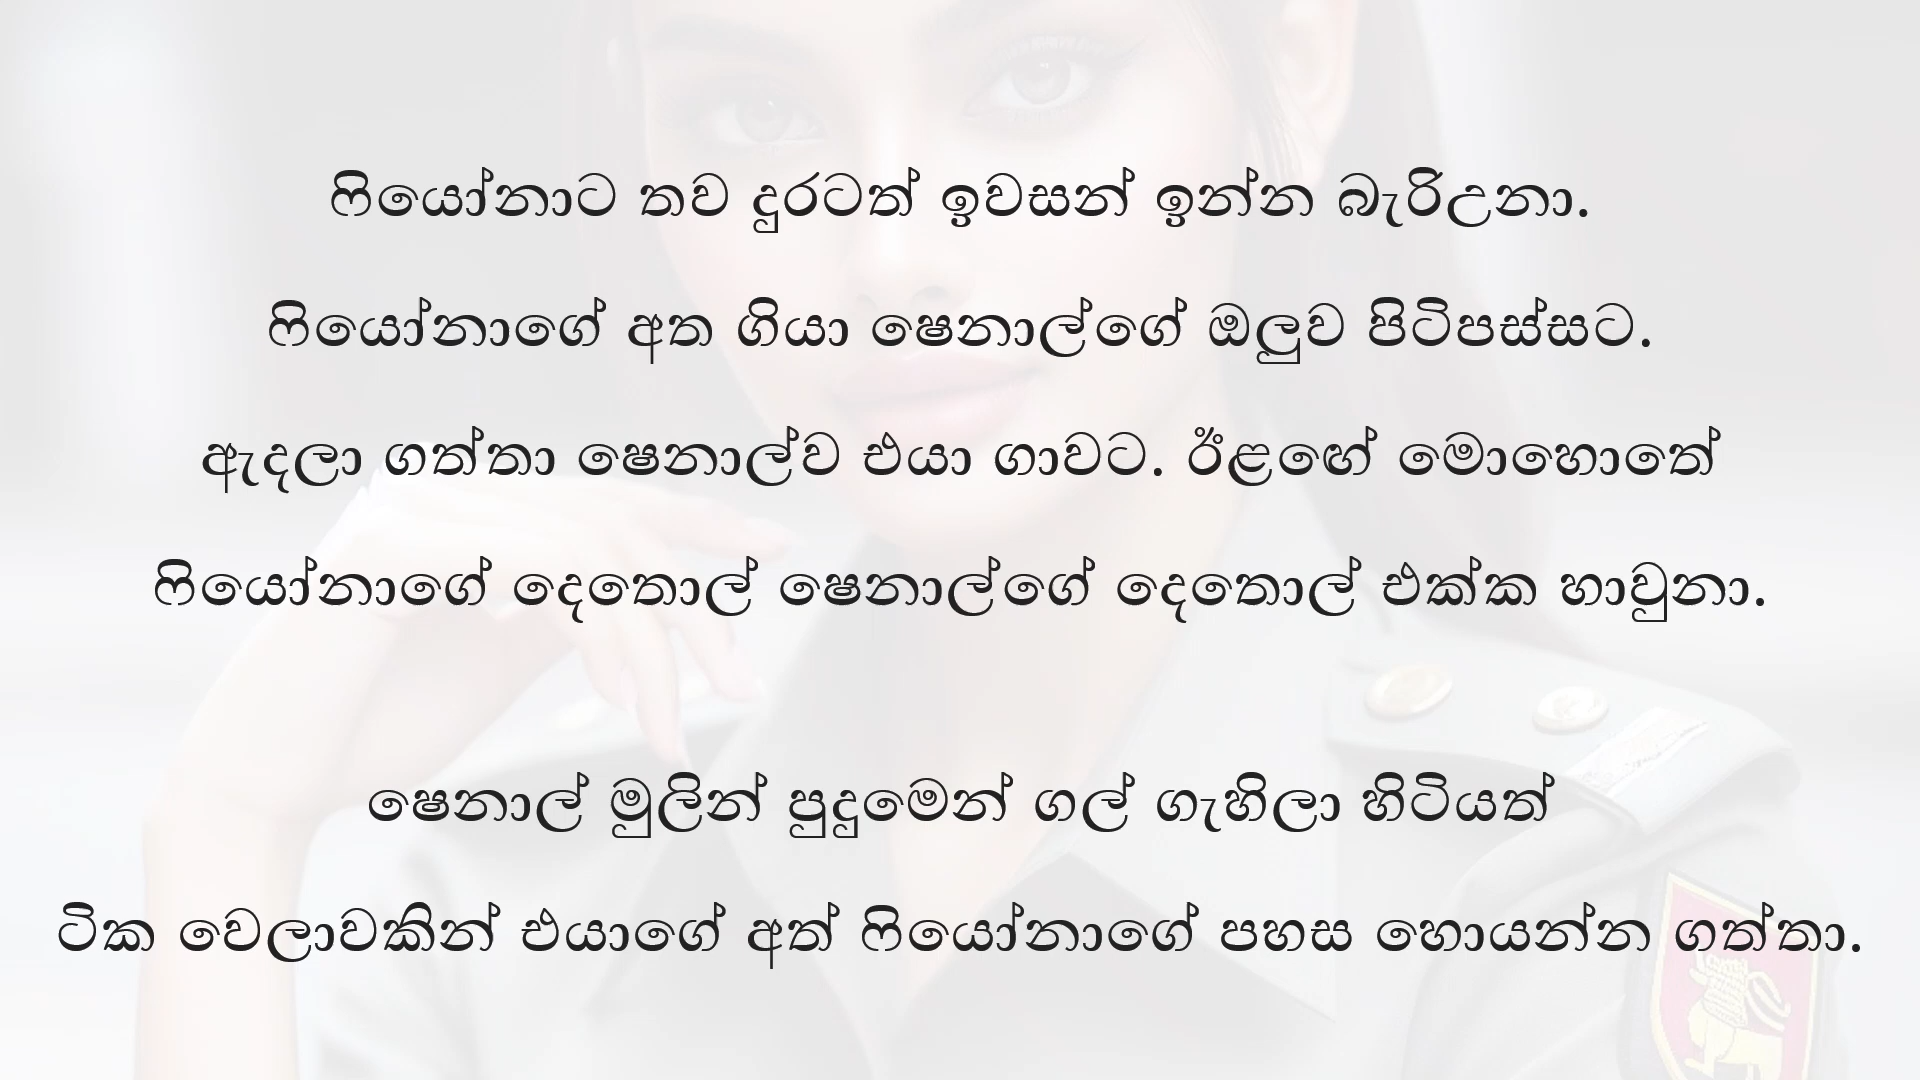 ෆියෝනාට තව දුරටත් ඉවසන් ඉන්න බැරිඋනා.
ෆියෝනාගේ අත ගියා ෂෙනාල්ගේ ඔලුව පිටිපස්සට.
ඇදලා ගත්තා ෂෙනාල්ව එයා ගාවට. ඊළඟේ මොහොතේ
ෆියෝනාගේ දෙතොල් ෂෙනාල්ගේ දෙතොල් එක්ක හාවුනා.
ෂෙනාල් මුලින් පුදුමෙන් ගල් ගැහිලා හිටියත්
ටික වෙලාවකින් එයාගේ අත් ෆියෝනාගේ පහස හොයන්න ගත්තා.